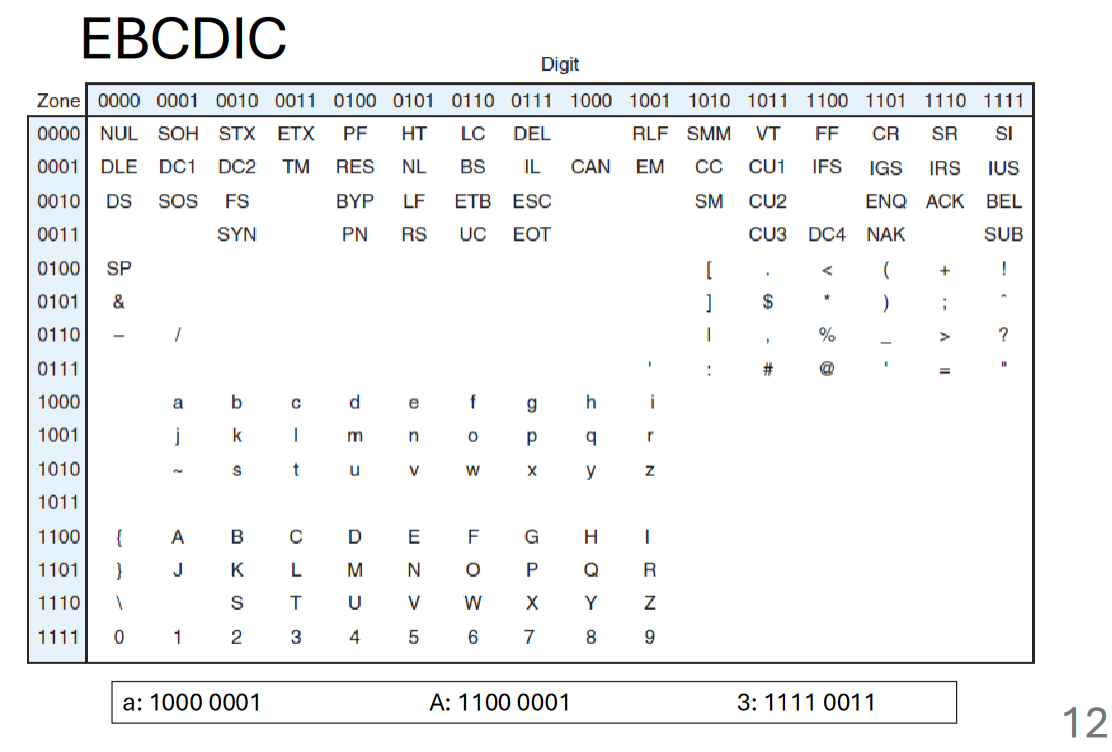 EBCDIC
Digit
Zone 0000 0001 0010 0011 0100 0101 0110 0111 1000 1001 1010 1011 1100 1101 1110 1111
0000 NUL SOH STX ETX PF HT LC DEL RLF SMM VT FF CR SR SI
0001 DLE DC1 DC2 TM RES NL BS IL CAN EM CC CU1 IFS IGS IRS IUS
0010 DS SOS FS BYP LF ETB ESC SM CU2 ENQ ACK BEL
0011 SYN PN RS UC EOT CU3 DC4 NAK SUB
0100 SP [ . < ( + !
0101 & ] $ * ) ; ^
0110 – / | , % _ > ?
0111 ' : # @ ' = "
1000 a b c d e f g h i
1001 j k l m n o p q r
1010 ~ s t u v w x y z
1011
1100 { A B C D E F G H I
1101 } J K L M N O P Q R
1110 \ S T U V W X Y Z
1111 0 1 2 3 4 5 6 7 8 9
a: 1000 0001 A: 1100 0001 3: 1111 0011
12